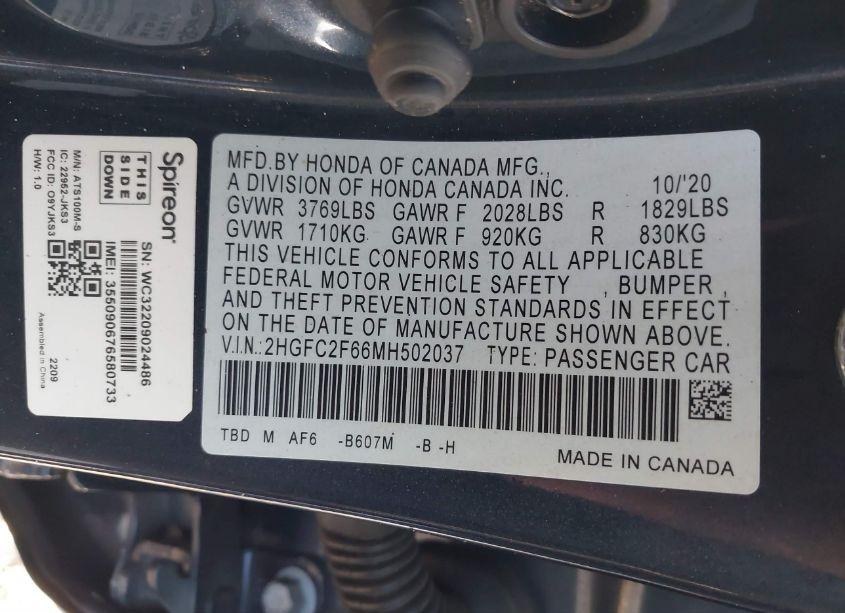 Spireon
THIS
SIDE
DOWN
M/N: ATS100M-S
IC: 22952-JKS3
FCC ID: O9YJKS3
H/W: 1.0
SN: WC32209024486
IMEI: 355090676580733
2209
Assembled in China
MFD.BY HONDA OF CANADA MFG.,
A DIVISION OF HONDA CANADA INC. 10/'20
GVWR 3769LBS GAWR F 2028LBS R 1829LBS
GVWR 1710KG GAWR F 920KG R 830KG
THIS VEHICLE CONFORMS TO ALL APPLICABLE
FEDERAL MOTOR VEHICLE SAFETY , BUMPER ,
AND THEFT PREVENTION STANDARDS IN EFFECT
ON THE DATE OF MANUFACTURE SHOWN ABOVE.
V.I.N.:2HGFC2F66MH502037 TYPE: PASSENGER CAR
TBD M AF6 -B607M -B -H
MADE IN CANADA